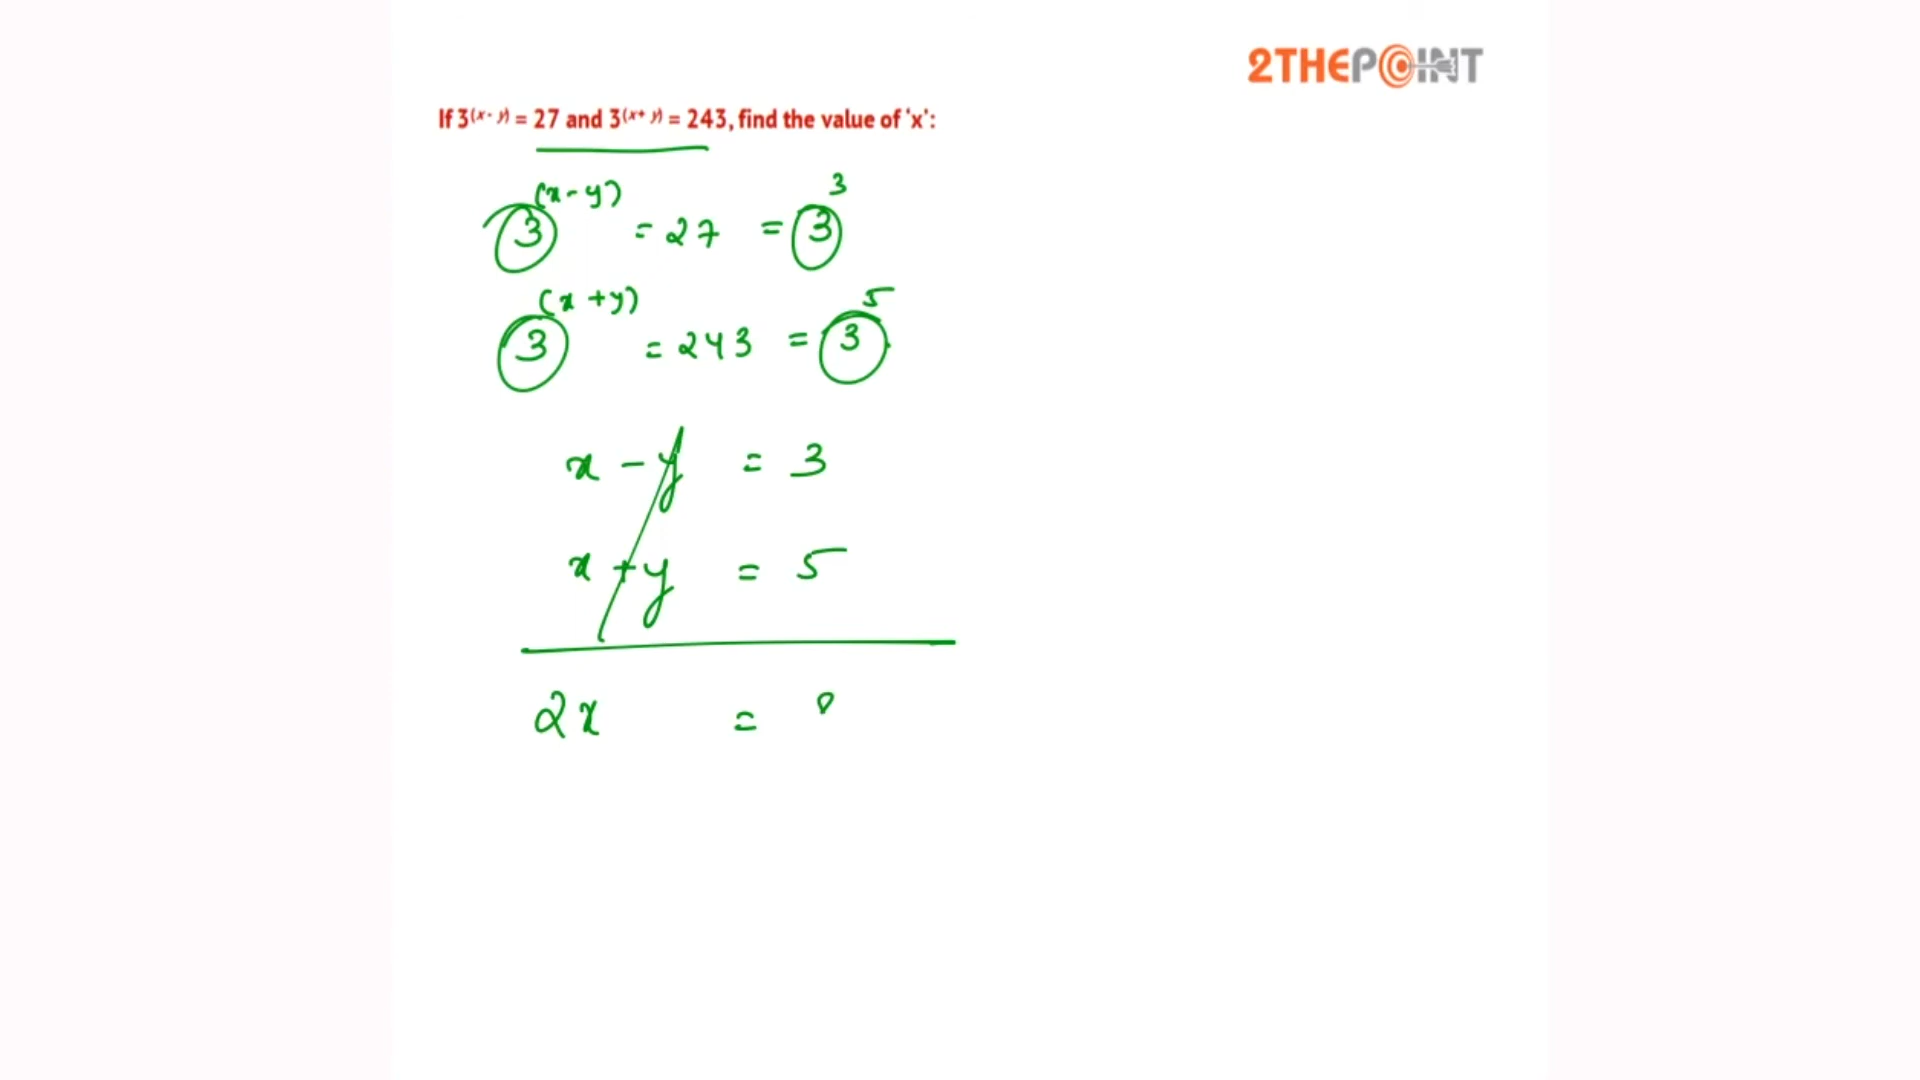 2THEPOINT
If 3^(x - y) = 27 and 3^(x + y) = 243, find the value of ‘x’:
3^(x - y) = 27 = 3^3
3^(x + y) = 243 = 3^5
x - y = 3
x + y = 5
2x =